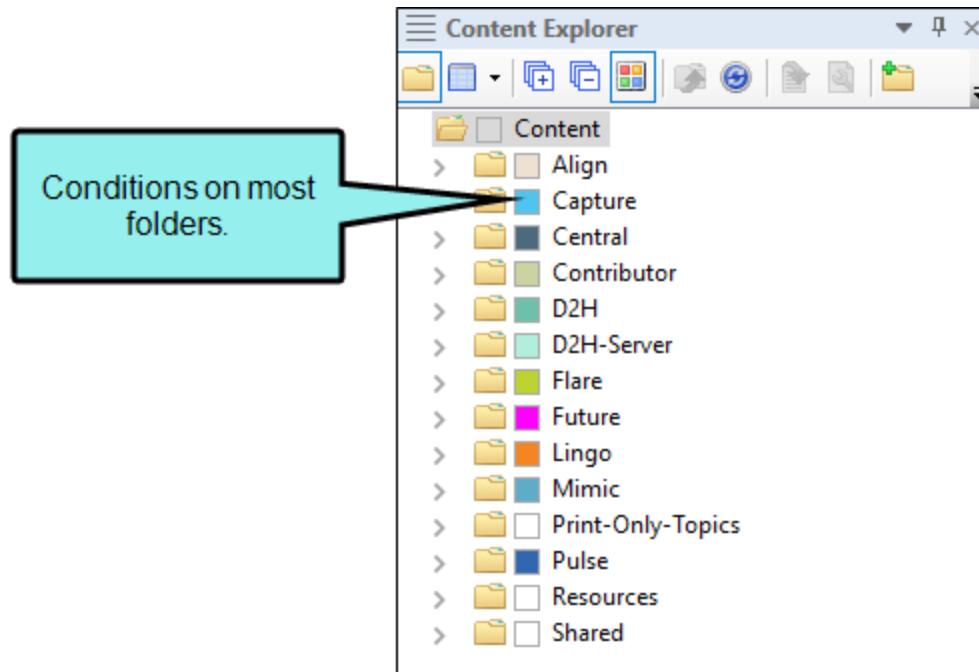 Content Explorer
Content
Align
Conditions on most
folders.
Capture
Central
Contributor
D2H
D2H-Server
Flare
Future
Lingo
Mimic
Print-Only-Topics
Pulse
Resources
Shared